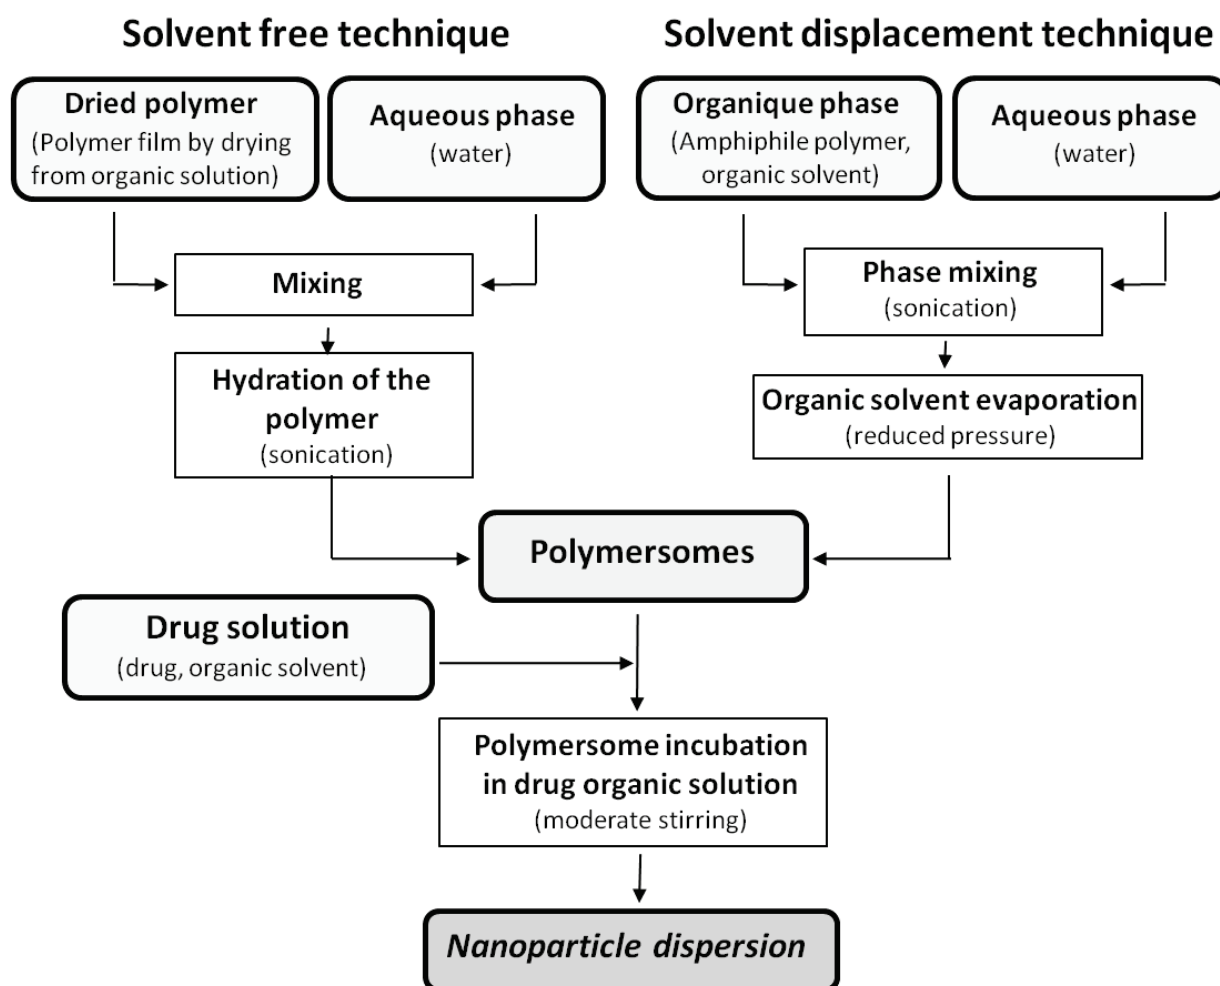 Solvent free technique
Solvent displacement technique
Dried polymer
(Polymer film by drying
from organic solution)
Aqueous phase
(water)
Organique phase
(Amphiphile polymer,
organic solvent)
Aqueous phase
(water)
Mixing
Phase mixing
(sonication)
Hydration of the
polymer
(sonication)
Organic solvent evaporation
(reduced pressure)
Polymersomes
Drug solution
(drug, organic solvent)
Polymersome incubation
in drug organic solution
(moderate stirring)
Nanoparticle dispersion